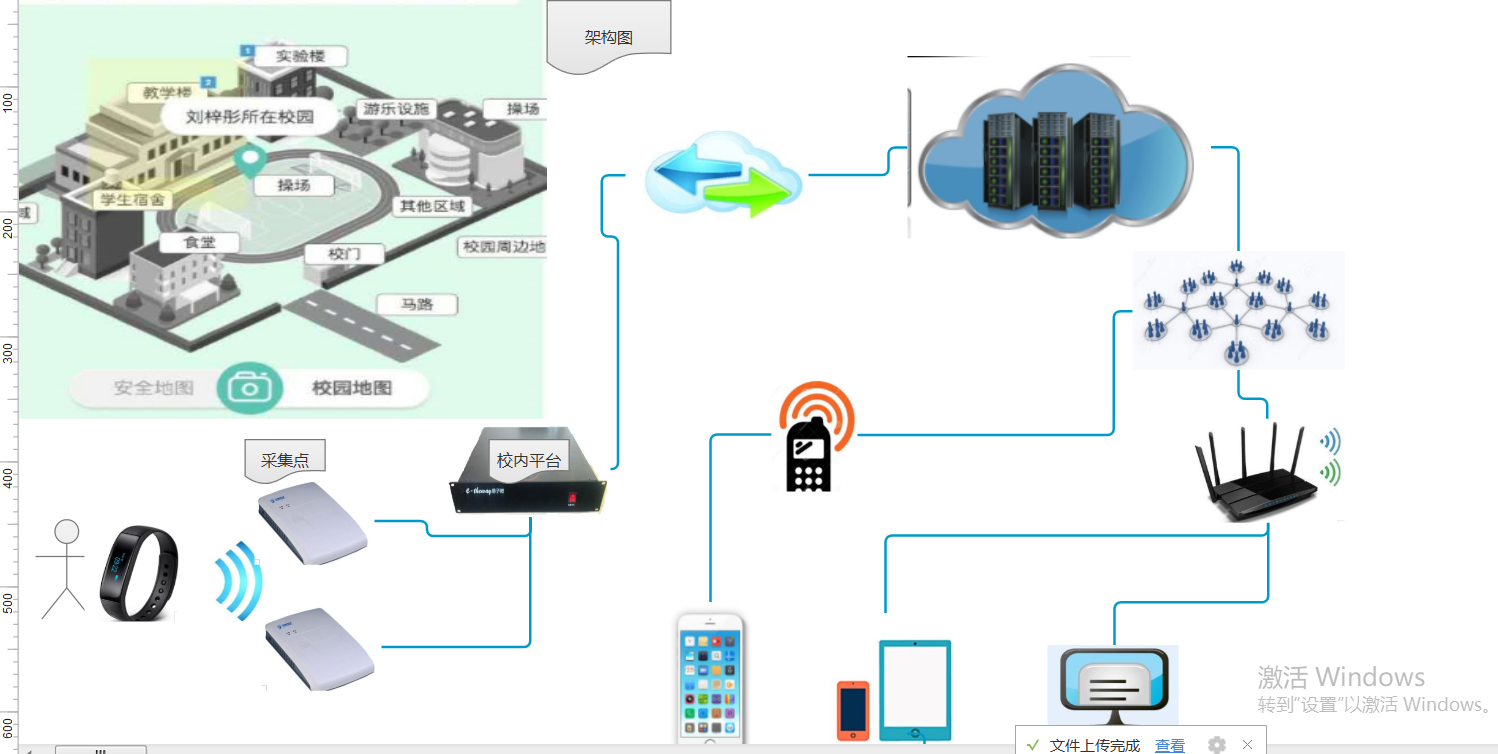 架构图
实验楼
1
教学楼
2
刘梓彤所在校园
游乐设施
操场
操场
学生宿舍
其他区域
域
食堂
校门
校园周边地
马路
安全地图
校园地图
采集点
校内平台
100
200
300
400
500
600
激活 Windows
转到“设置”以激活 Windows。
文件上传完成
查看